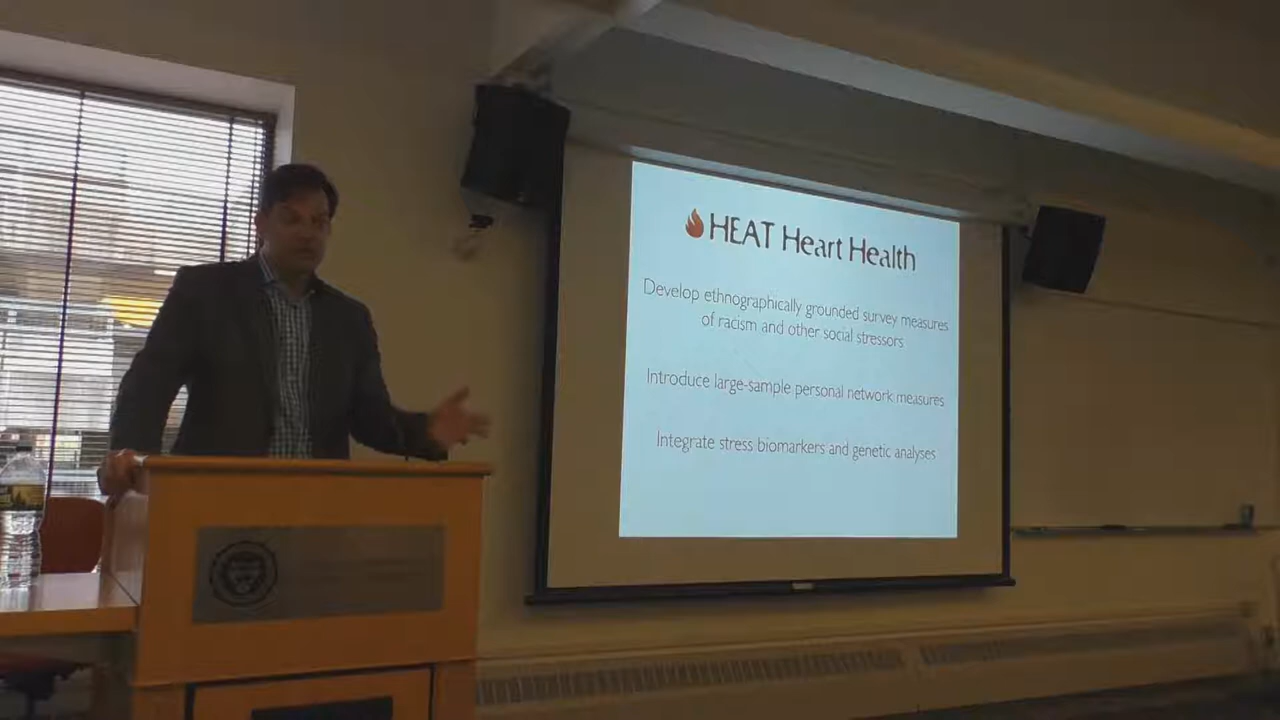 HEAT Heart Health
Develop ethnographically grounded survey measures
of racism and other social stressors
Introduce large-sample personal network measures
Integrate stress biomarkers and genetic analyses